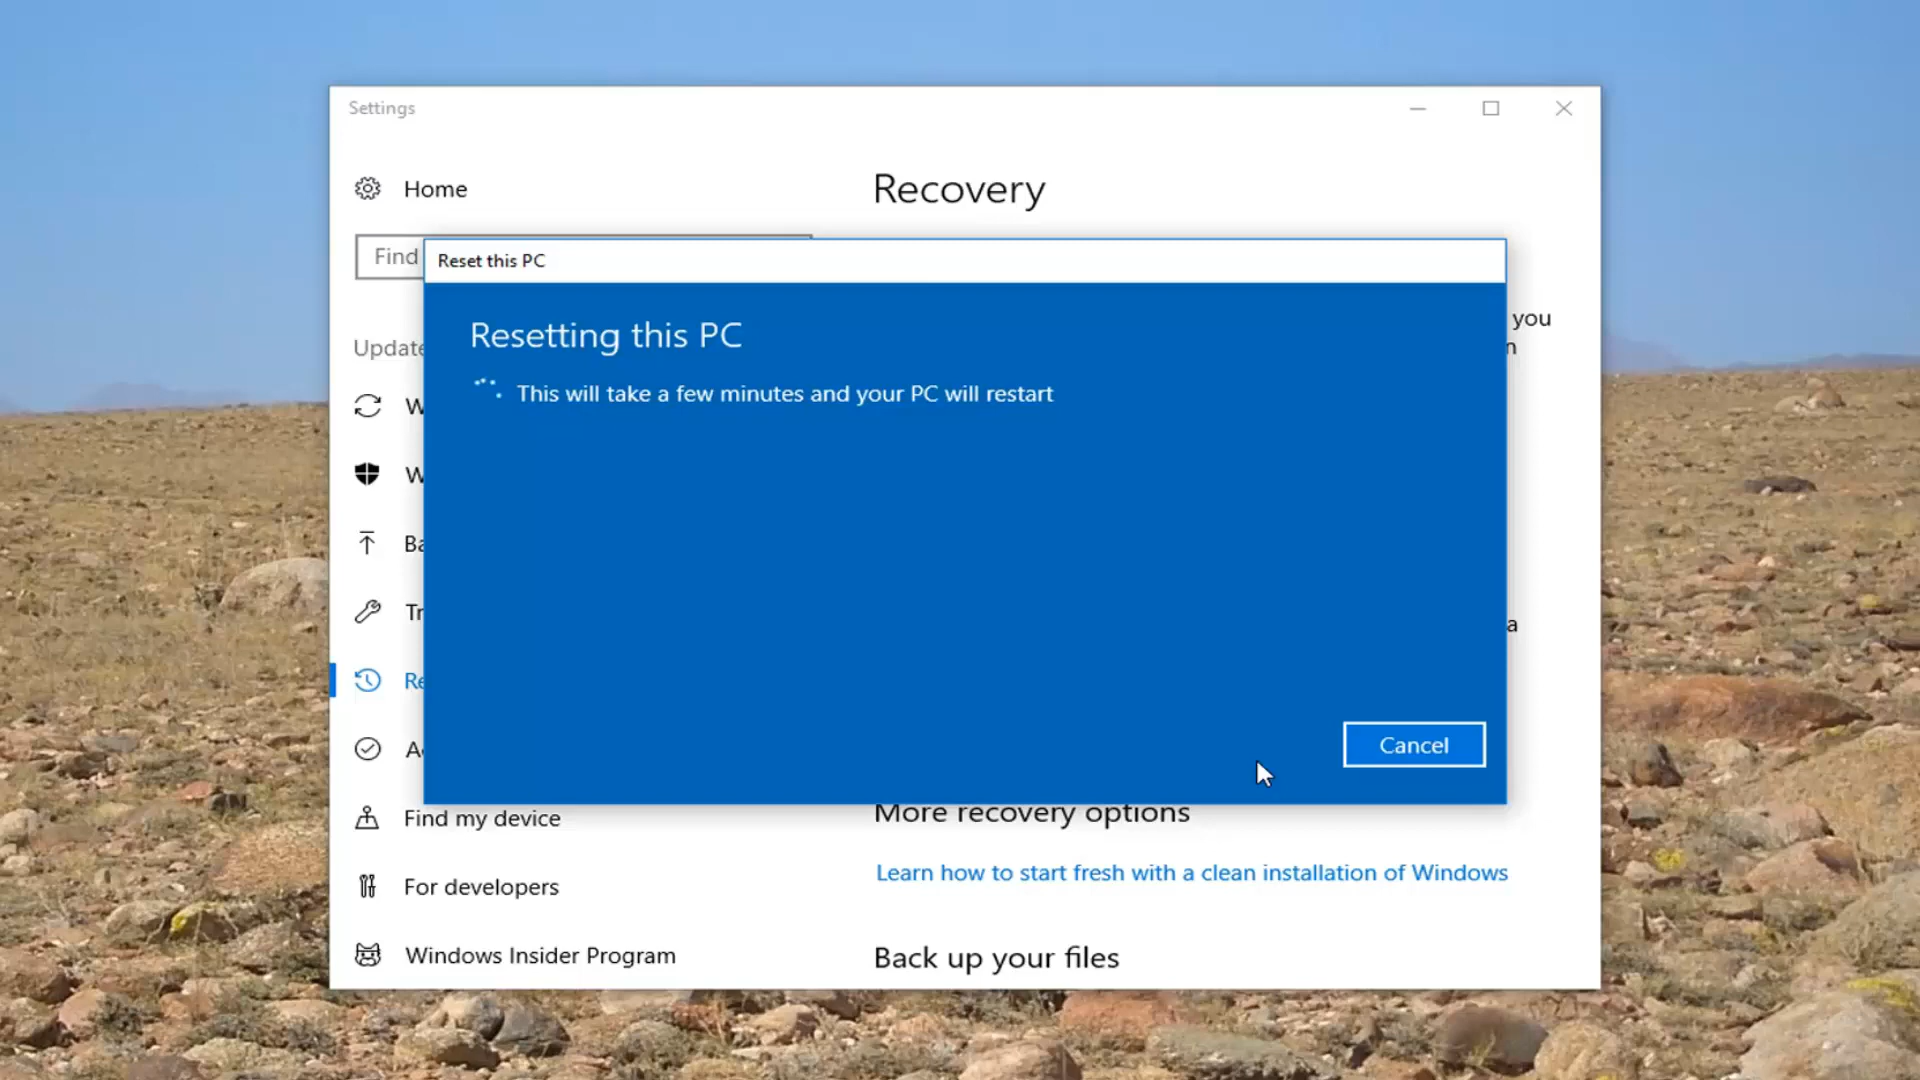 Settings
Home
Recovery
Find
Reset this PC
Resetting this PC
you
Update
This will take a few minutes and your PC will restart
Cancel
More recovery options
Find my device
Learn how to start fresh with a clean installation of Windows
For developers
Windows Insider Program
Back up your files